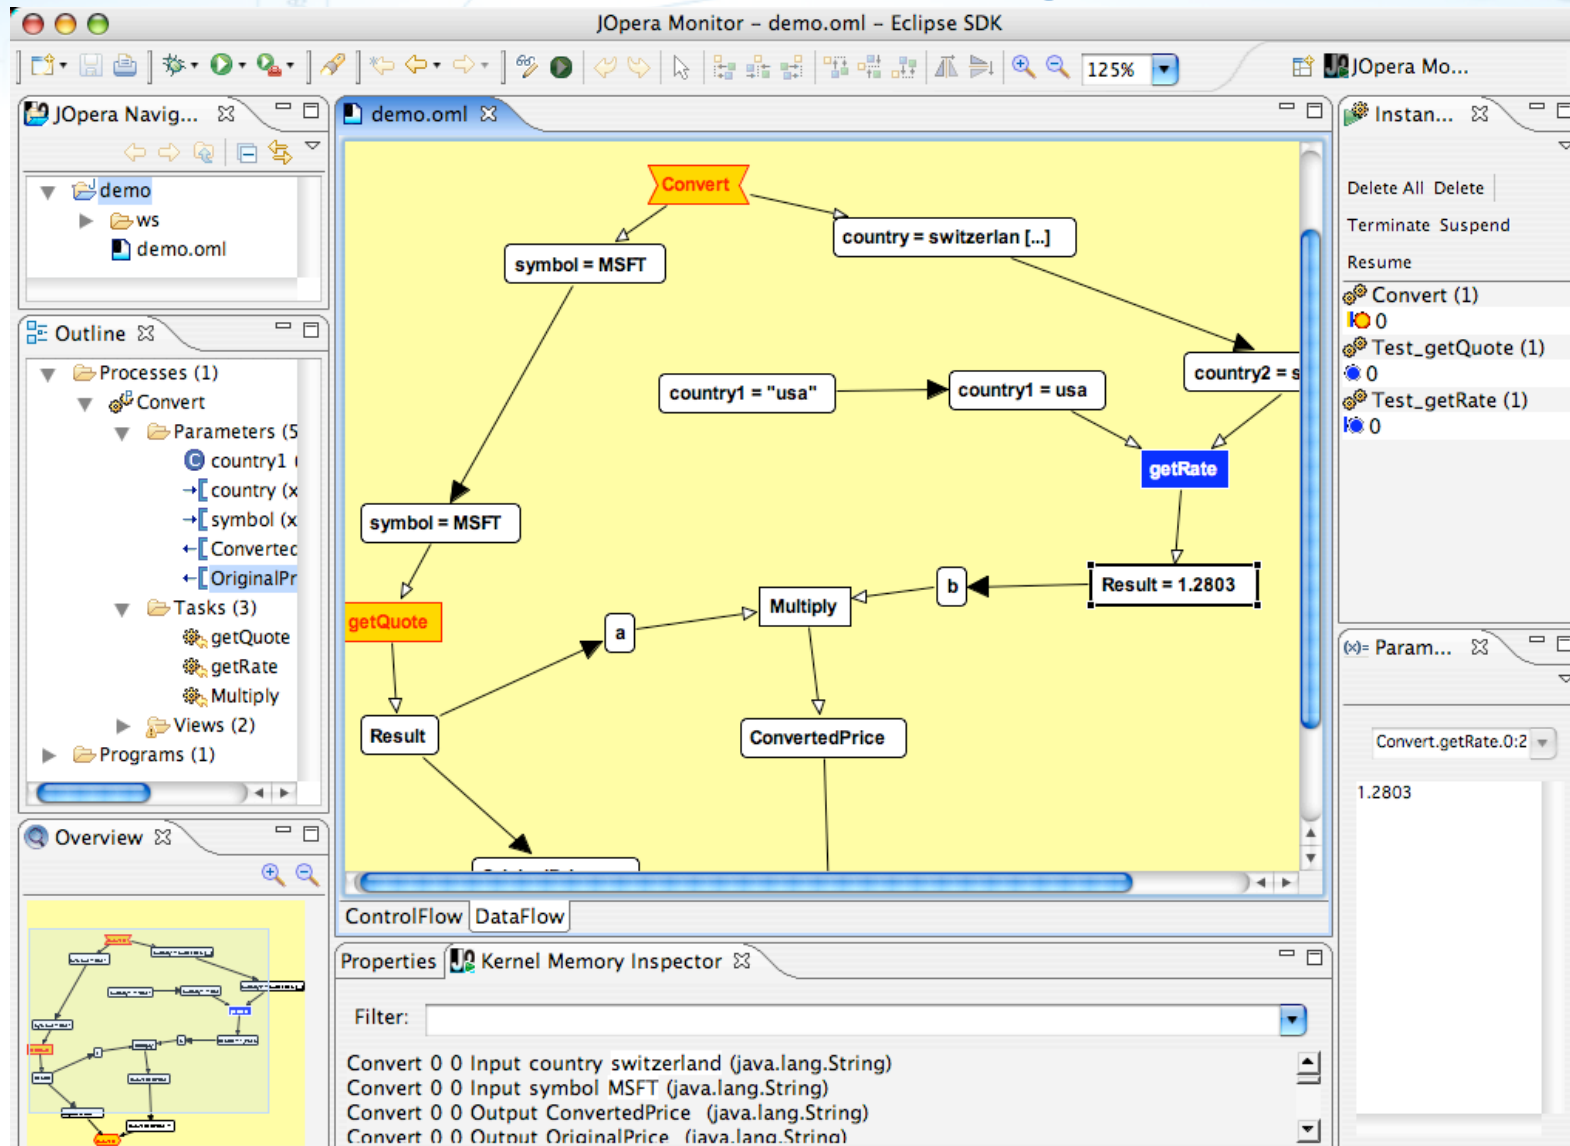 JOpera Monitor – demo.oml – Eclipse SDK
125%
JOpera Mo...
JOpera Navig...
demo
ws
demo.oml
Outline
Processes (1)
Convert
Parameters (5
country1
country (x
symbol (x
Converted
OriginalPr
Tasks (3)
getQuote
getRate
Multiply
Views (2)
Programs (1)
Overview
demo.oml
Convert
symbol = MSFT
country = switzerlan [...]
country1 = "usa"
country1 = usa
country2 = s
getRate
symbol = MSFT
Result = 1.2803
b
Multiply
a
getQuote
Result
ConvertedPrice
ControlFlow
DataFlow
Properties
Kernel Memory Inspector
Filter:
Convert 0 0 Input country switzerland (java.lang.String)
Convert 0 0 Input symbol MSFT (java.lang.String)
Convert 0 0 Output ConvertedPrice (java.lang.String)
Convert 0 0 Output OriginalPrice (java.lang.String)
Instan...
Delete All Delete
Terminate Suspend
Resume
Convert (1)
0
Test_getQuote (1)
0
Test_getRate (1)
0
(x)= Param...
Convert.getRate.0:2
1.2803